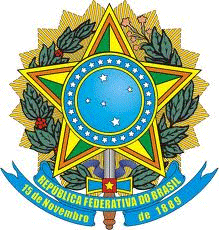 REPÚBLICA FEDERATIVA DO BRASIL
15 de Novembro de 1889